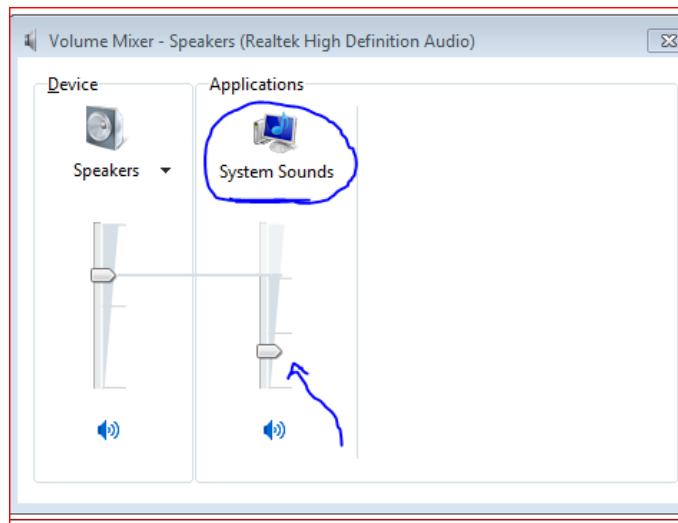 Volume Mixer - Speakers (Realtek High Definition Audio)
Device
Applications
Speakers
System Sounds